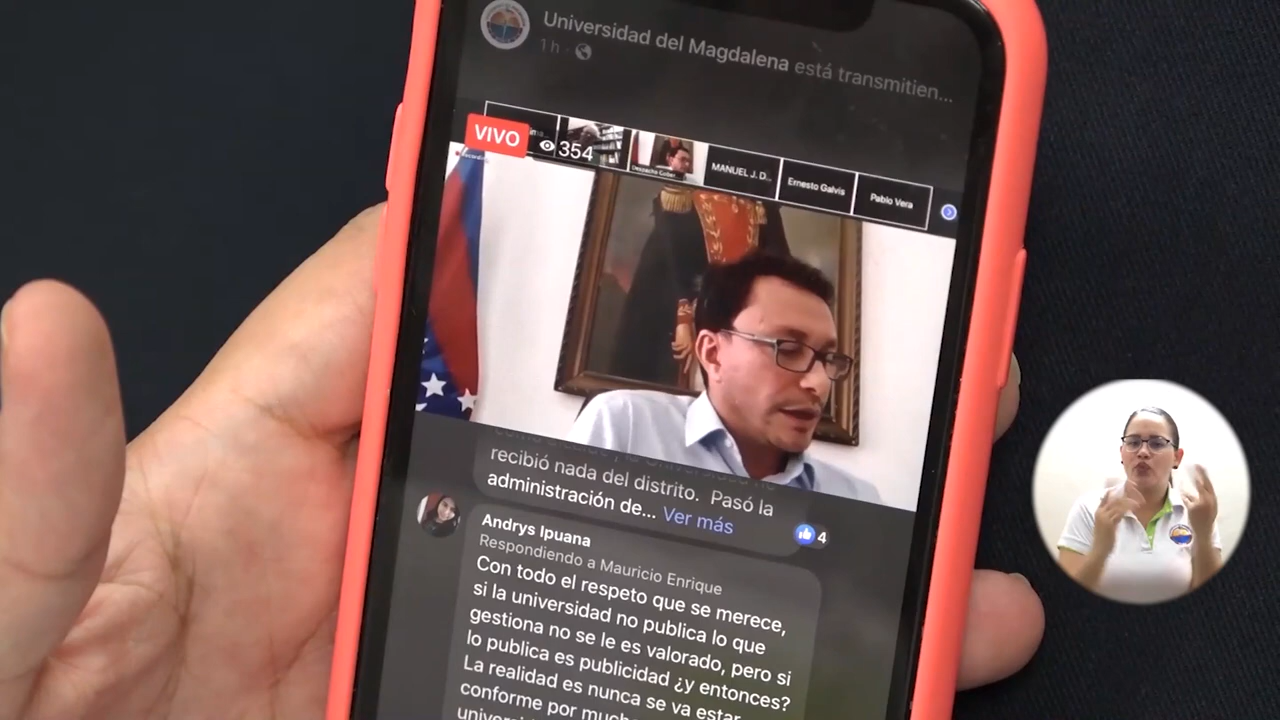 Universidad del Magdalena está transmitien...
1 h
VIVO
354
Despacho Gober...
MANUEL J. D...
Ernesto Galvis
Pablo Vera
recibió nada del distrito. Pasó la
administración de... Ver más
4
Andrys Ipuana
Respondiendo a Mauricio Enrique
Con todo el respeto que se merece,
si la universidad no publica lo que
gestiona no se le es valorado, pero si
lo publica es publicidad ¿y entonces?
La realidad es nunca se va estar
conforme por